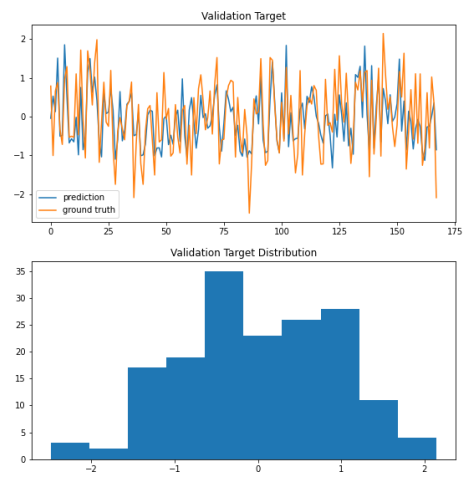 Validation Target
2
1
0
−1
−2
prediction
ground truth
0 25 50 75 100 125 150 175
Validation Target Distribution
35
30
25
20
15
10
5
0
−2 −1 0 1 2